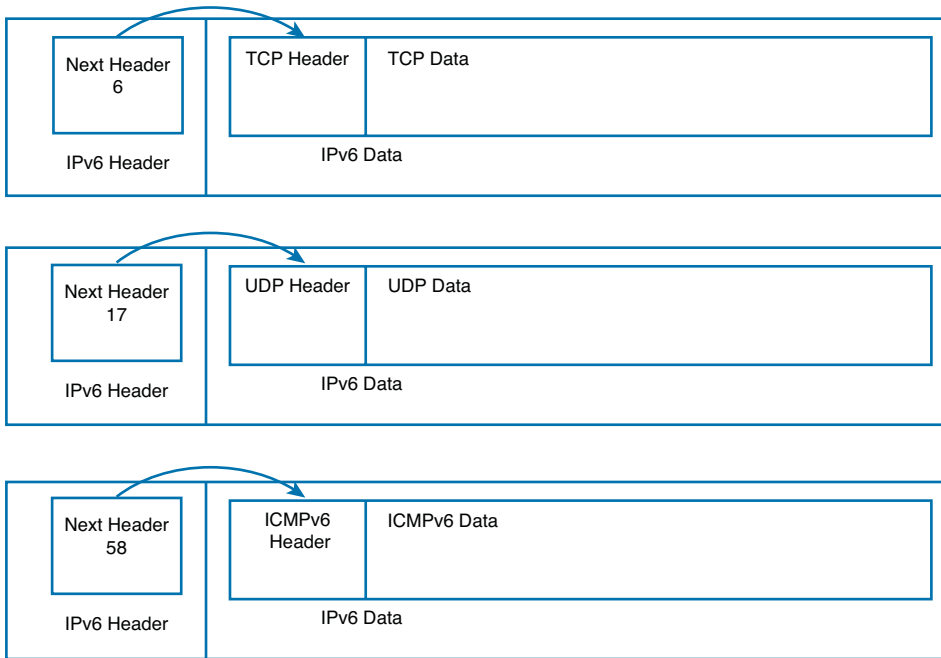 Next Header
6
IPv6 Header
TCP Header
TCP Data
IPv6 Data
Next Header
17
IPv6 Header
UDP Header
UDP Data
IPv6 Data
Next Header
58
IPv6 Header
ICMPv6
Header
ICMPv6 Data
IPv6 Data